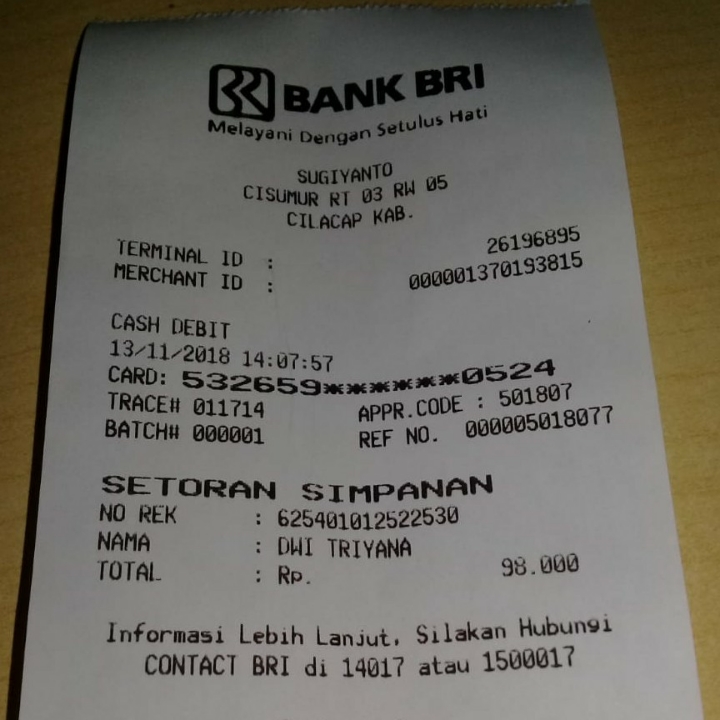 BANK BRI
Melayani Dengan Setulus Hati
SUGIYANTO
CISUMUR RT 03 RW 05
CILACAP KAB.
TERMINAL ID : 26196895
MERCHANT ID : 000001370193815
CASH DEBIT
13/11/2018 14:07:57
CARD: 532659******0524
TRACE# 011714 APPR.CODE : 501807
BATCH# 000001 REF NO. 000005018077
SETORAN SIMPANAN
NO REK : 625401012522530
NAMA : DWI TRIYANA
TOTAL : Rp. 98.000
Informasi Lebih Lanjut, Silakan Hubungi
CONTACT BRI di 14017 atau 1500017